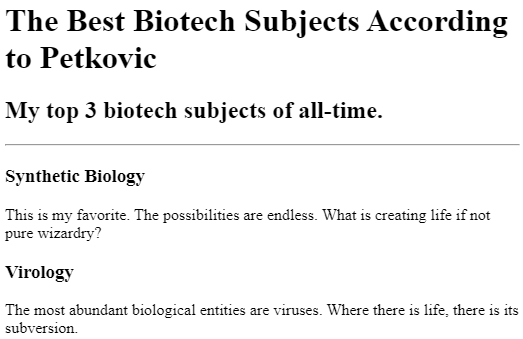 The Best Biotech Subjects According
to Petkovic
My top 3 biotech subjects of all-time.
Synthetic Biology
This is my favorite. The possibilities are endless. What is creating life if not
pure wizardry?
Virology
The most abundant biological entities are viruses. Where there is life, there is its
subversion.